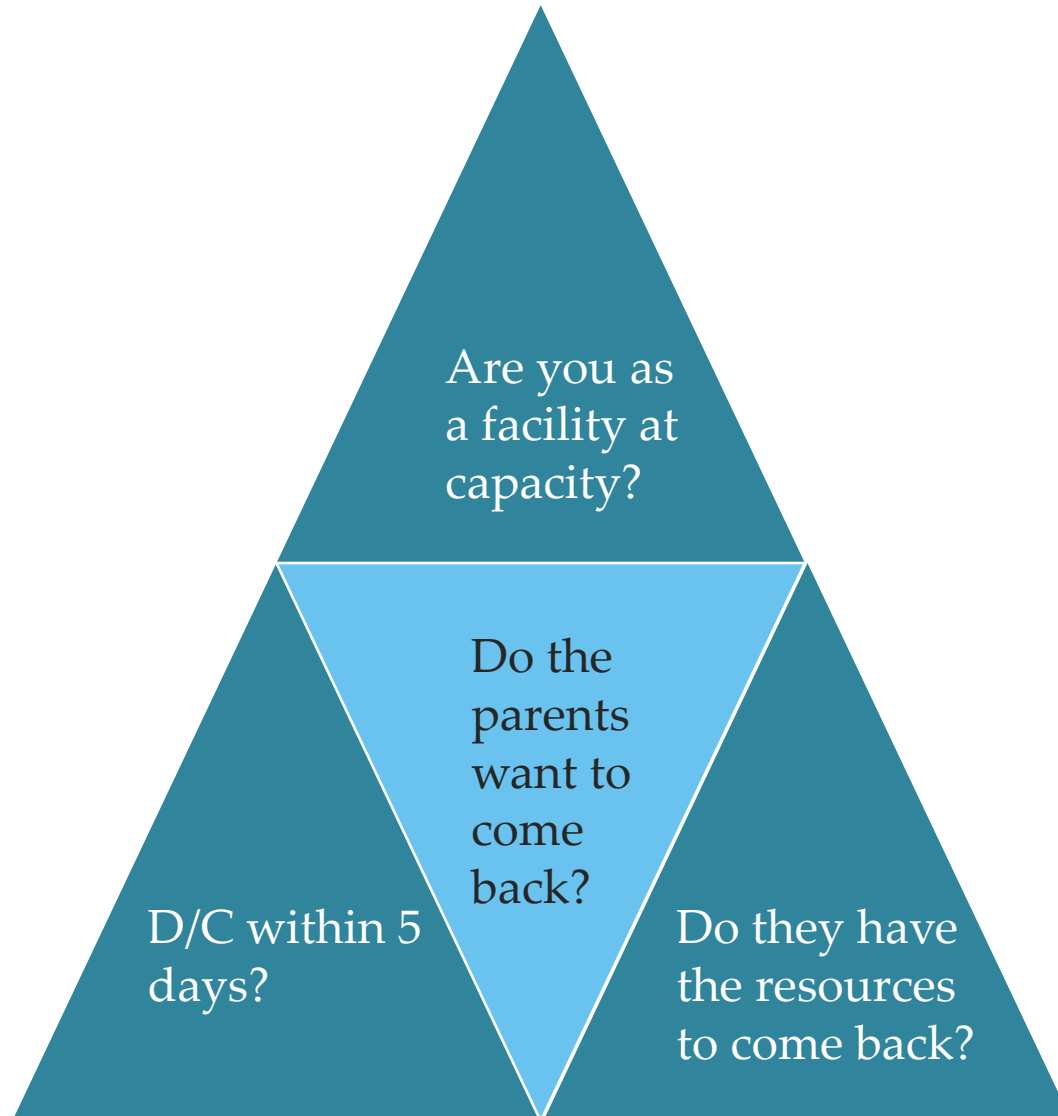 Are you as
a facility at
capacity?
Do the
parents
want to
come
back?
D/C within 5
days?
Do they have
the resources
to come back?